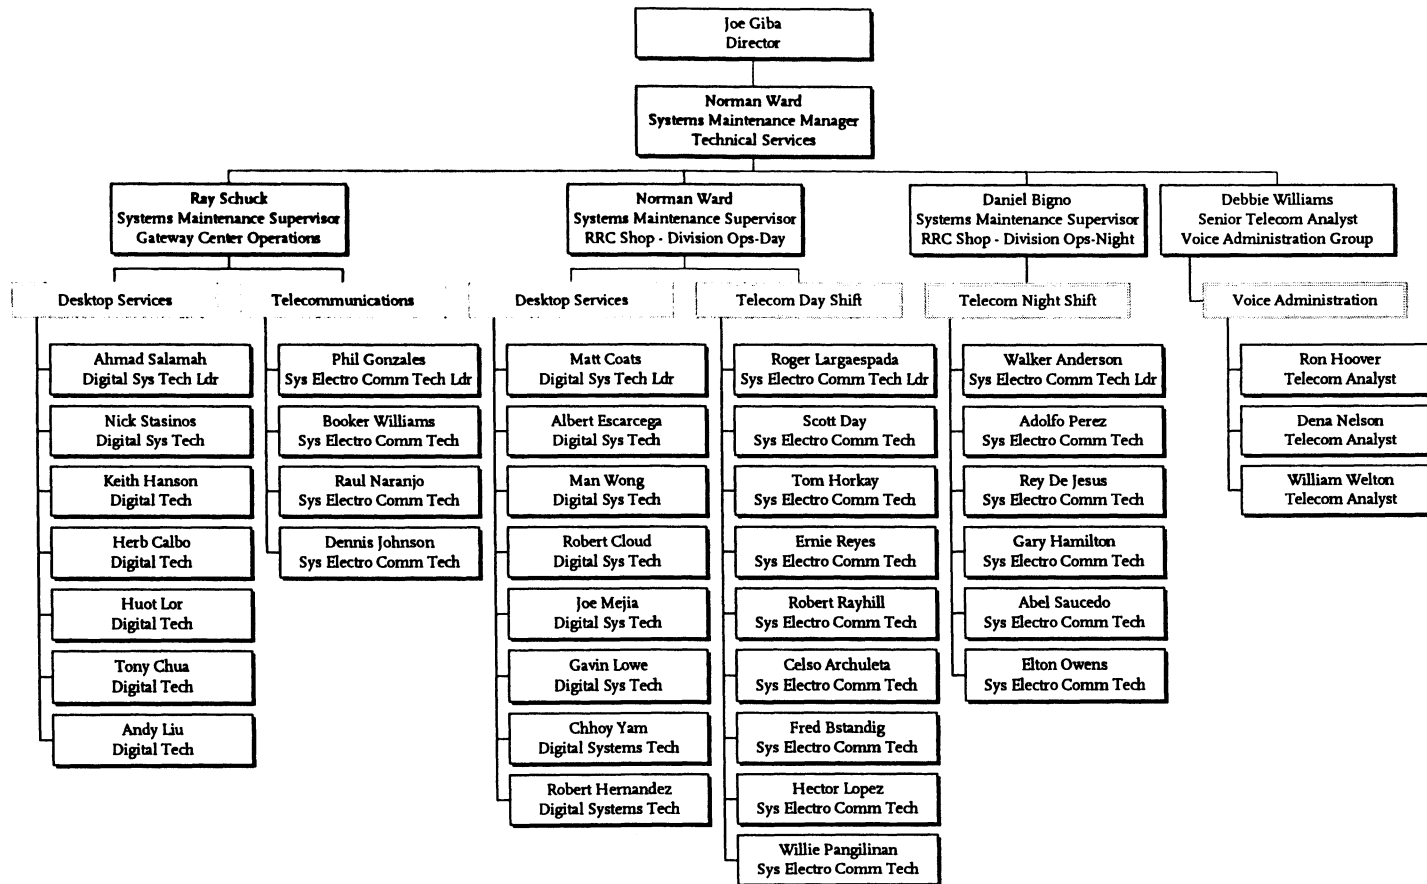 Joe Giba
Director
Norman Ward
Systems Maintenance Manager
Technical Services
Ray Schuck
Systems Maintenance Supervisor
Gateway Center Operations
Norman Ward
Systems Maintenance Supervisor
RRC Shop - Division Ops-Day
Daniel Bigno
Systems Maintenance Supervisor
RRC Shop - Division Ops-Night
Debbie Williams
Senior Telecom Analyst
Voice Administration Group
Desktop Services
Ahmad Salamah
Digital Sys Tech Ldr
Nick Stasinos
Digital Sys Tech
Keith Hanson
Digital Tech
Herb Calbo
Digital Tech
Huot Lor
Digital Tech
Tony Chua
Digital Tech
Andy Liu
Digital Tech
Telecommunications
Phil Gonzales
Sys Electro Comm Tech Ldr
Booker Williams
Sys Electro Comm Tech
Raul Naranjo
Sys Electro Comm Tech
Dennis Johnson
Sys Electro Comm Tech
Desktop Services
Matt Coats
Digital Sys Tech Ldr
Albert Escarcega
Digital Sys Tech
Man Wong
Digital Sys Tech
Robert Cloud
Digital Sys Tech
Joe Mejia
Digital Sys Tech
Gavin Lowe
Digital Sys Tech
Chhoy Yam
Digital Systems Tech
Robert Hernandez
Digital Systems Tech
Telecom Day Shift
Roger Largaespada
Sys Electro Comm Tech Ldr
Scott Day
Sys Electro Comm Tech
Tom Horkay
Sys Electro Comm Tech
Ernie Reyes
Sys Electro Comm Tech
Robert Rayhill
Sys Electro Comm Tech
Celso Archuleta
Sys Electro Comm Tech
Fred Bstandig
Sys Electro Comm Tech
Hector Lopez
Sys Electro Comm Tech
Willie Pangilinan
Sys Electro Comm Tech
Telecom Night Shift
Walker Anderson
Sys Electro Comm Tech Ldr
Adolfo Perez
Sys Electro Comm Tech
Rey De Jesus
Sys Electro Comm Tech
Gary Hamilton
Sys Electro Comm Tech
Abel Saucedo
Sys Electro Comm Tech
Elton Owens
Sys Electro Comm Tech
Voice Administration
Ron Hoover
Telecom Analyst
Dena Nelson
Telecom Analyst
William Welton
Telecom Analyst